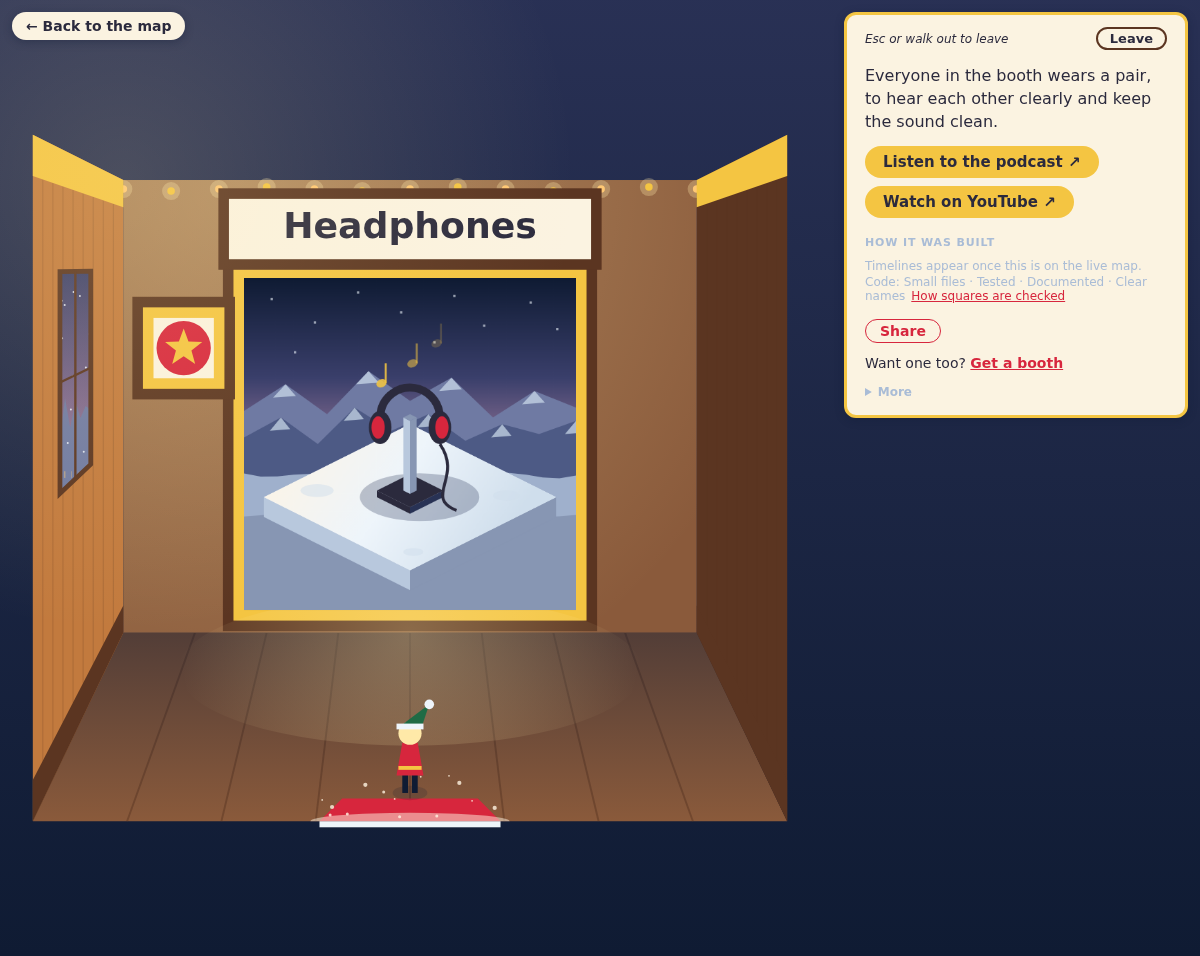 ← Back to the map
Headphones
Esc or walk out to leave
Leave
Everyone in the booth wears a pair,
to hear each other clearly and keep
the sound clean.
Listen to the podcast ↗
Watch on YouTube ↗
HOW IT WAS BUILT
Timelines appear once this is on the live map.
Code: Small files · Tested · Documented · Clear
names How squares are checked
Share
Want one too? Get a booth
More